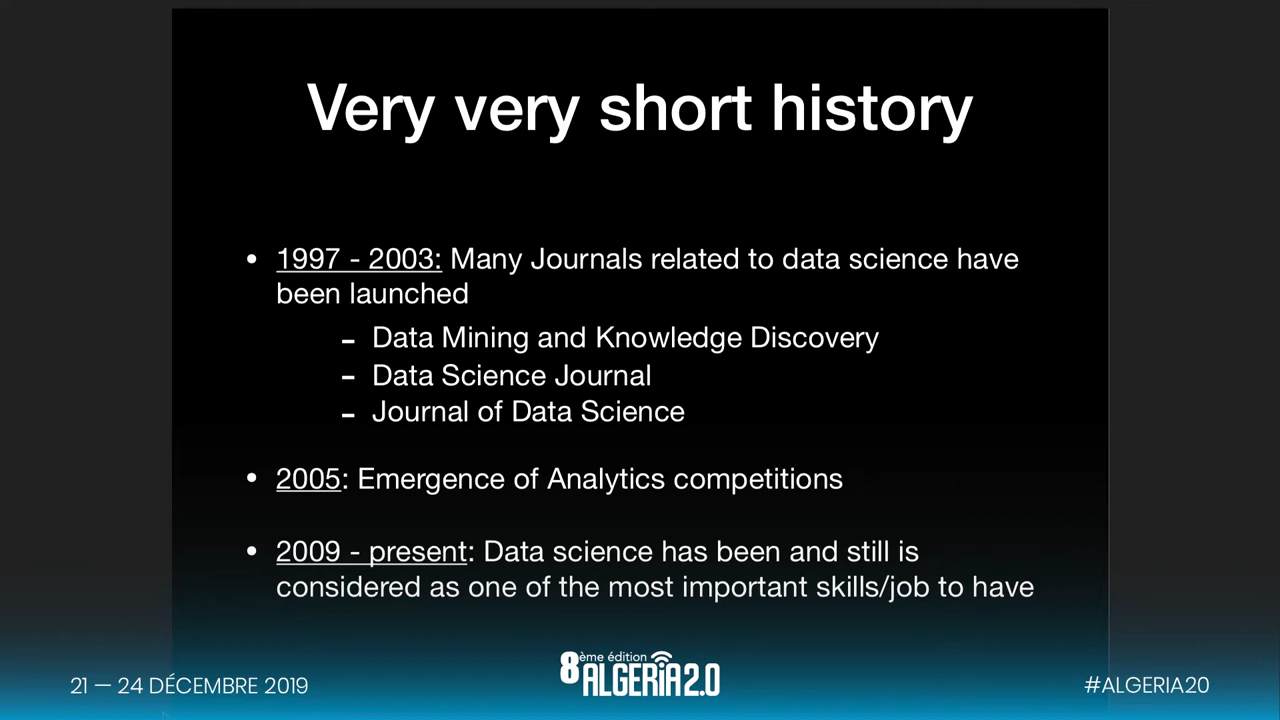 Very very short history
• 1997 - 2003: Many Journals related to data science have
been launched
- Data Mining and Knowledge Discovery
- Data Science Journal
- Journal of Data Science
• 2005: Emergence of Analytics competitions
• 2009 - present: Data science has been and still is
considered as one of the most important skills/job to have
21 — 24 DÉCEMBRE 2019
8ème édition
ALGERIA2.0
#ALGERIA20